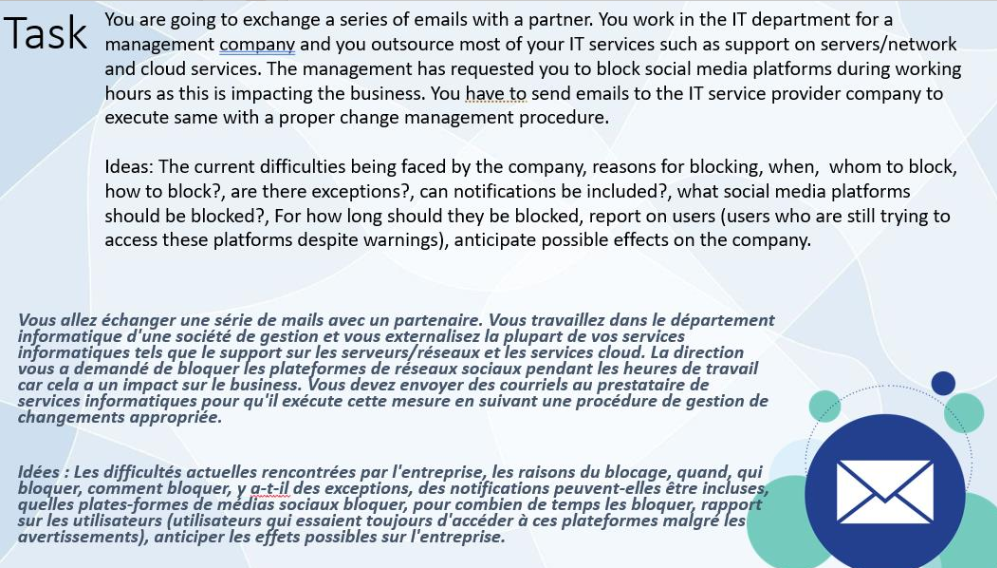 Task
You are going to exchange a series of emails with a partner. You work in the IT department for a
management company and you outsource most of your IT services such as support on servers/network
and cloud services. The management has requested you to block social media platforms during working
hours as this is impacting the business. You have to send emails to the IT service provider company to
execute same with a proper change management procedure.
Ideas: The current difficulties being faced by the company, reasons for blocking, when, whom to block,
how to block?, are there exceptions?, can notifications be included?, what social media platforms
should be blocked?, For how long should they be blocked, report on users (users who are still trying to
access these platforms despite warnings), anticipate possible effects on the company.
Vous allez échanger une série de mails avec un partenaire. Vous travaillez dans le département
informatique d'une société de gestion et vous externalisez la plupart de vos services
informatiques tels que le support sur les serveurs/réseaux et les services cloud. La direction
vous a demandé de bloquer les plateformes de réseaux sociaux pendant les heures de travail
car cela a un impact sur le business. Vous devez envoyer des courriels au prestataire de
services informatiques pour qu'il exécute cette mesure en suivant une procédure de gestion de
changements appropriée.
Idées : Les difficultés actuelles rencontrées par l'entreprise, les raisons du blocage, quand, qui
bloquer, comment bloquer, y a-t-il des exceptions, des notifications peuvent-elles être incluses,
quelles plates-formes de médias sociaux bloquer, pour combien de temps les bloquer, rapport
sur les utilisateurs (utilisateurs qui essaient toujours d'accéder à ces plateformes malgré les
avertissements), anticiper les effets possibles sur l'entreprise.